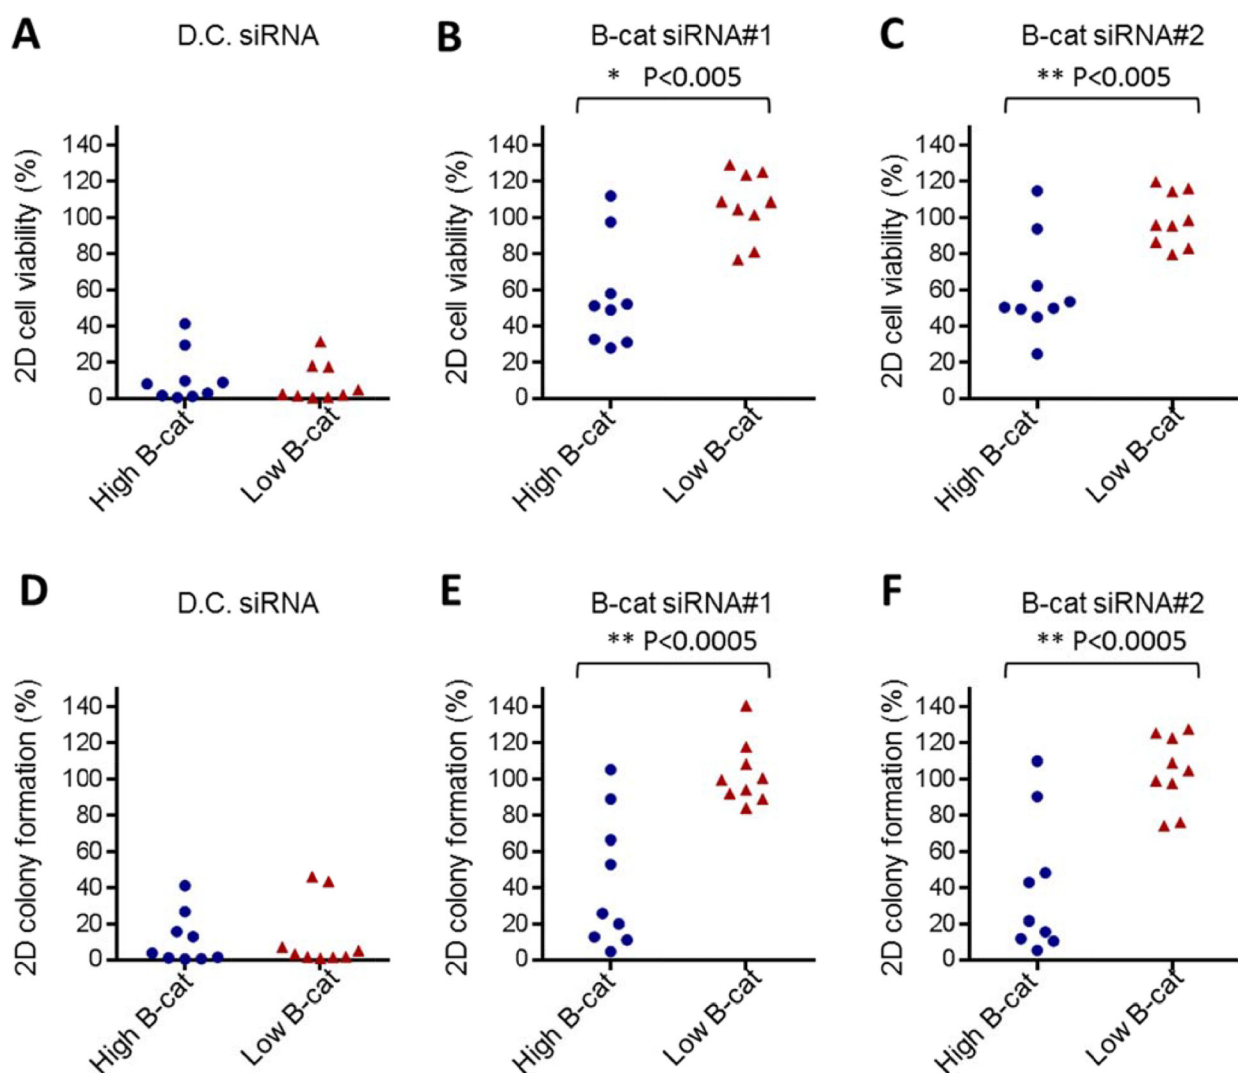 A
D.C. siRNA
2D cell viability (%)
140
120
100
80
60
40
20
0
High B-cat
Low B-cat
B
B-cat siRNA#1
* P<0.005
2D cell viability (%)
140
120
100
80
60
40
20
0
High B-cat
Low B-cat
C
B-cat siRNA#2
** P<0.005
2D cell viability (%)
140
120
100
80
60
40
20
0
High B-cat
Low B-cat
D
D.C. siRNA
2D colony formation (%)
140
120
100
80
60
40
20
0
High B-cat
Low B-cat
E
B-cat siRNA#1
** P<0.0005
2D colony formation (%)
140
120
100
80
60
40
20
0
High B-cat
Low B-cat
F
B-cat siRNA#2
** P<0.0005
2D colony formation (%)
140
120
100
80
60
40
20
0
High B-cat
Low B-cat